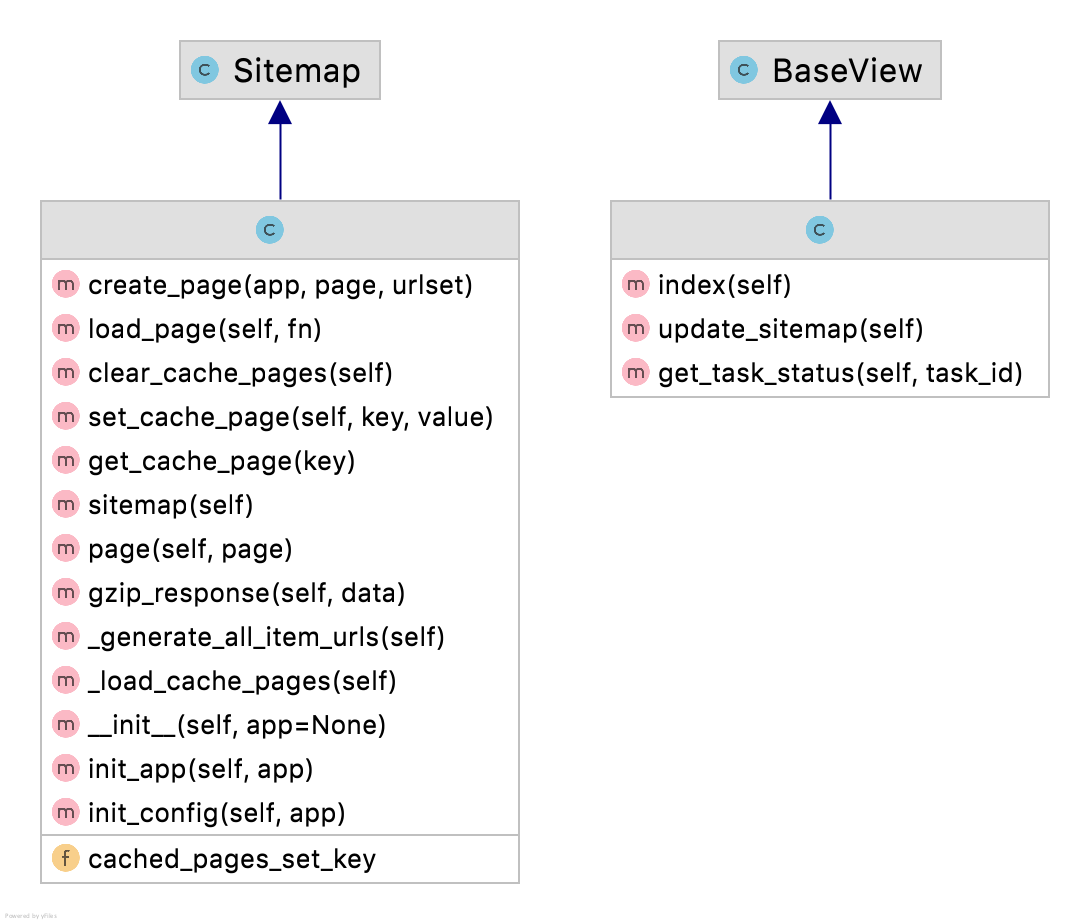 C Sitemap
C
m create_page(app, page, urlset)
m load_page(self, fn)
m clear_cache_pages(self)
m set_cache_page(self, key, value)
m get_cache_page(key)
m sitemap(self)
m page(self, page)
m gzip_response(self, data)
m _generate_all_item_urls(self)
m _load_cache_pages(self)
m __init__(self, app=None)
m init_app(self, app)
m init_config(self, app)
f cached_pages_set_key
C BaseView
C
m index(self)
m update_sitemap(self)
m get_task_status(self, task_id)
Powered by yFiles